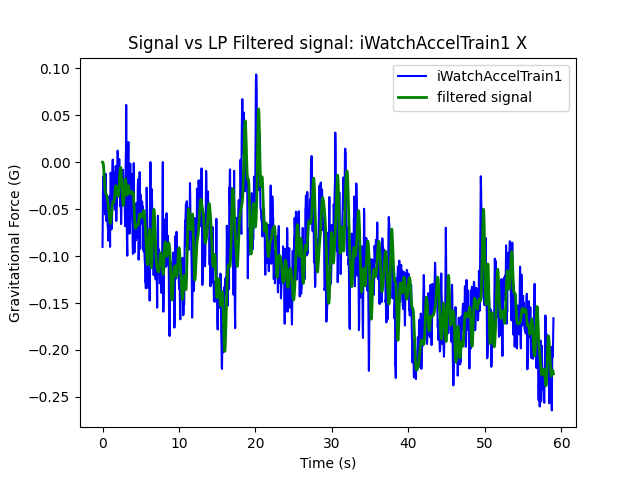 Signal vs LP Filtered signal: iWatchAccelTrain1 X
iWatchAccelTrain1
filtered signal
Gravitational Force (G)
0.10
0.05
0.00
−0.05
−0.10
−0.15
−0.20
−0.25
0 10 20 30 40 50 60
Time (s)